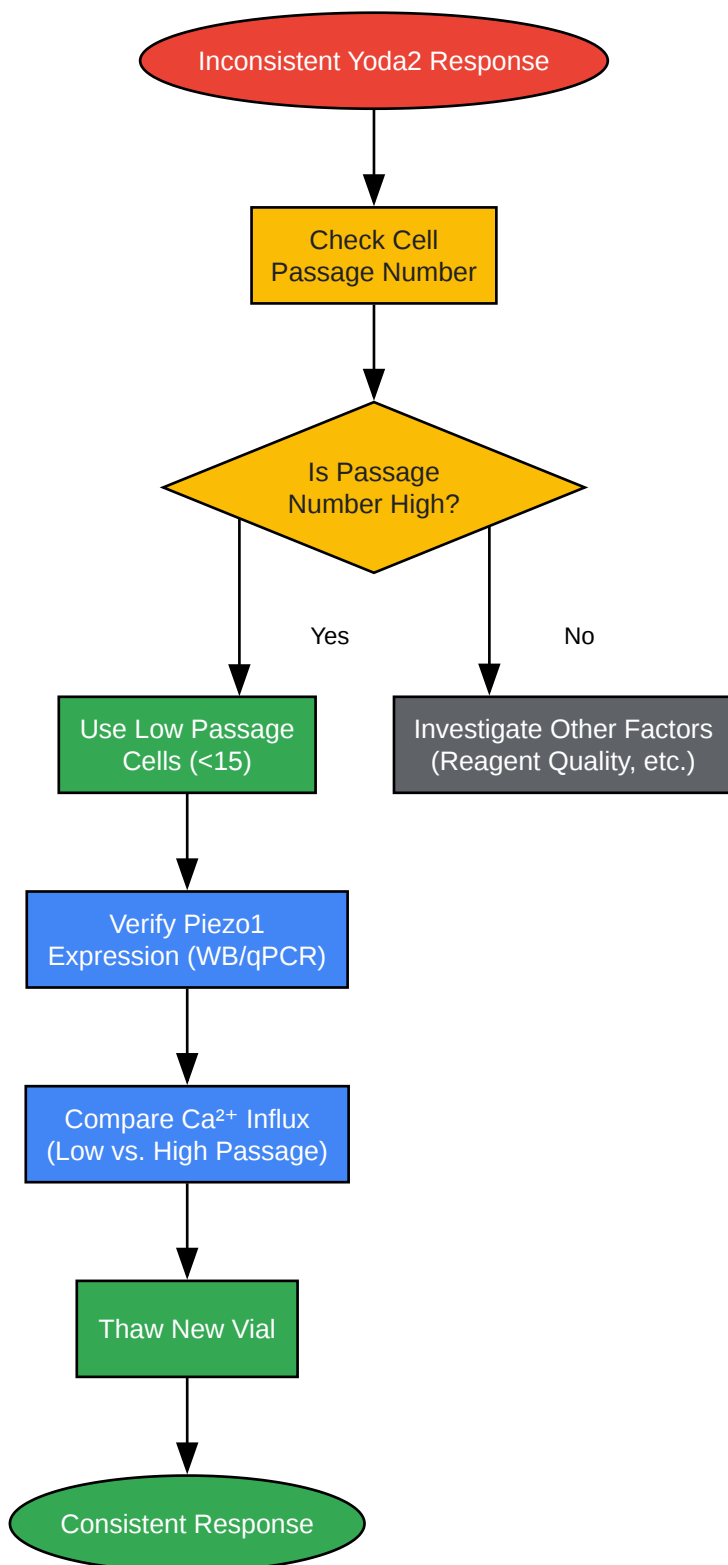 Inconsistent Yoda2 Response
Check Cell
Passage Number
Is Passage
Number High?
Yes
No
Use Low Passage
Cells (<15)
Investigate Other Factors
(Reagent Quality, etc.)
Verify Piezo1
Expression (WB/qPCR)
Compare Ca²⁺ Influx
(Low vs. High Passage)
Thaw New Vial
Consistent Response